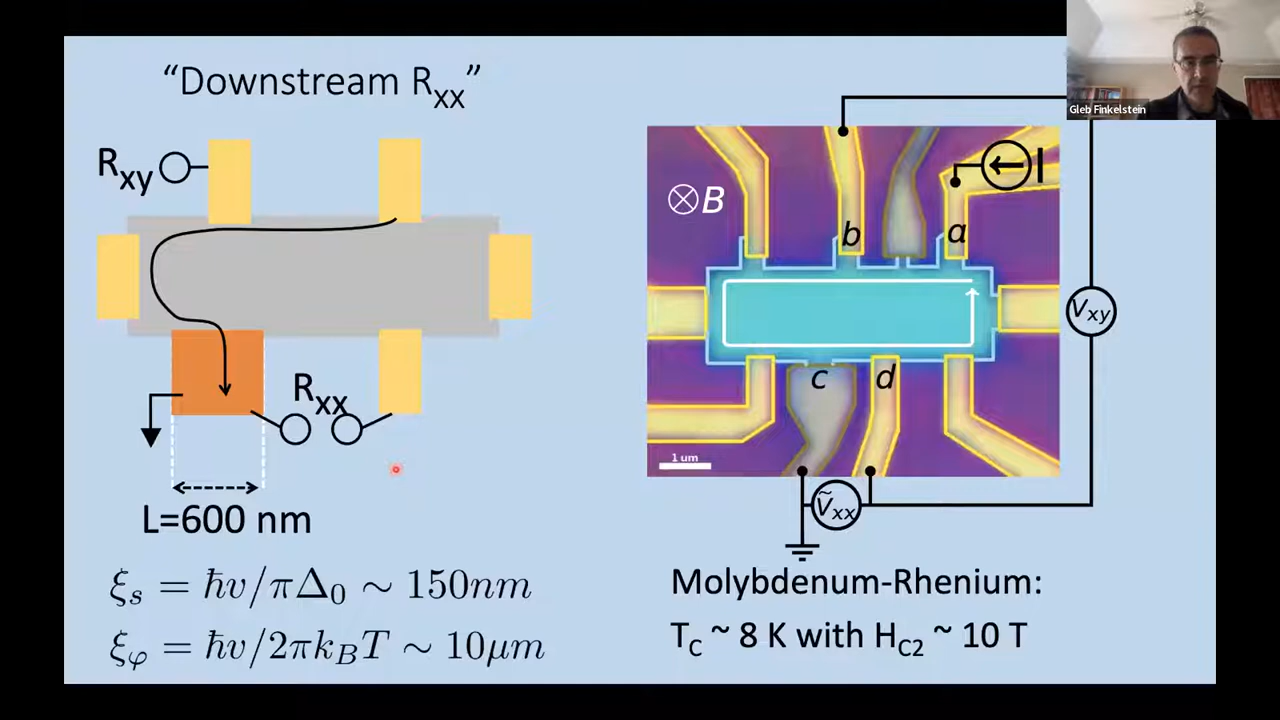 “Downstream Rxx”
Rxy
Rxx
L=600 nm
ξs = ħv/πΔ0 ∼ 150nm
ξφ = ħv/2πkBT ∼ 10μm
Gleb Finkelstein
⊗B
I
b
a
Vxy
c
d
1 um
Ṽxx
Molybdenum-Rhenium:
TC ~ 8 K with HC2 ~ 10 T